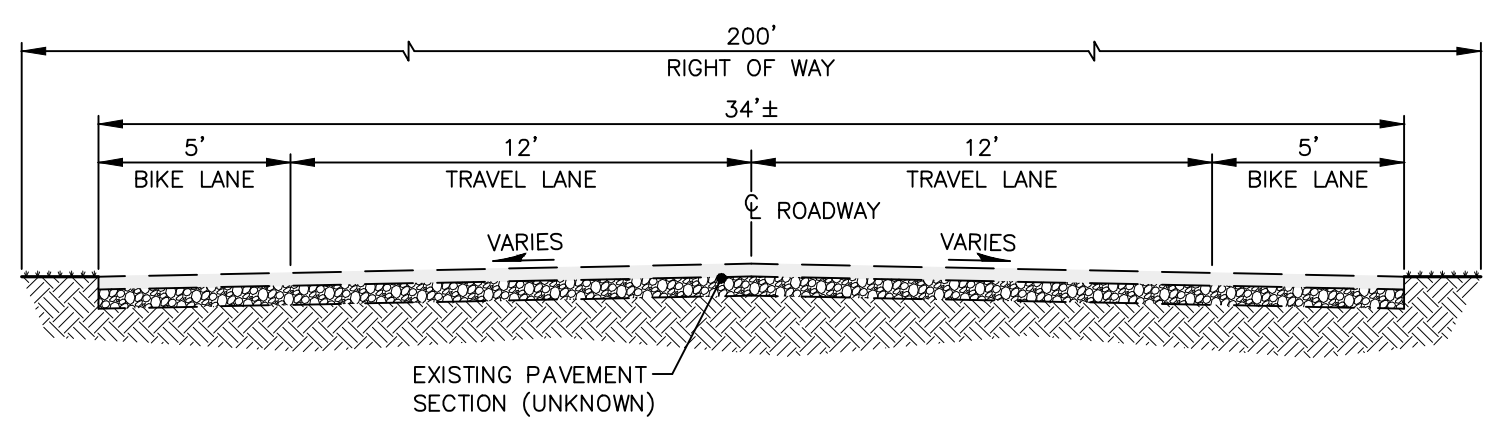 200'
RIGHT OF WAY
34'±
5' 12' 12' 5'
BIKE LANE TRAVEL LANE TRAVEL LANE BIKE LANE
℄ ROADWAY
VARIES VARIES
EXISTING PAVEMENT
SECTION (UNKNOWN)